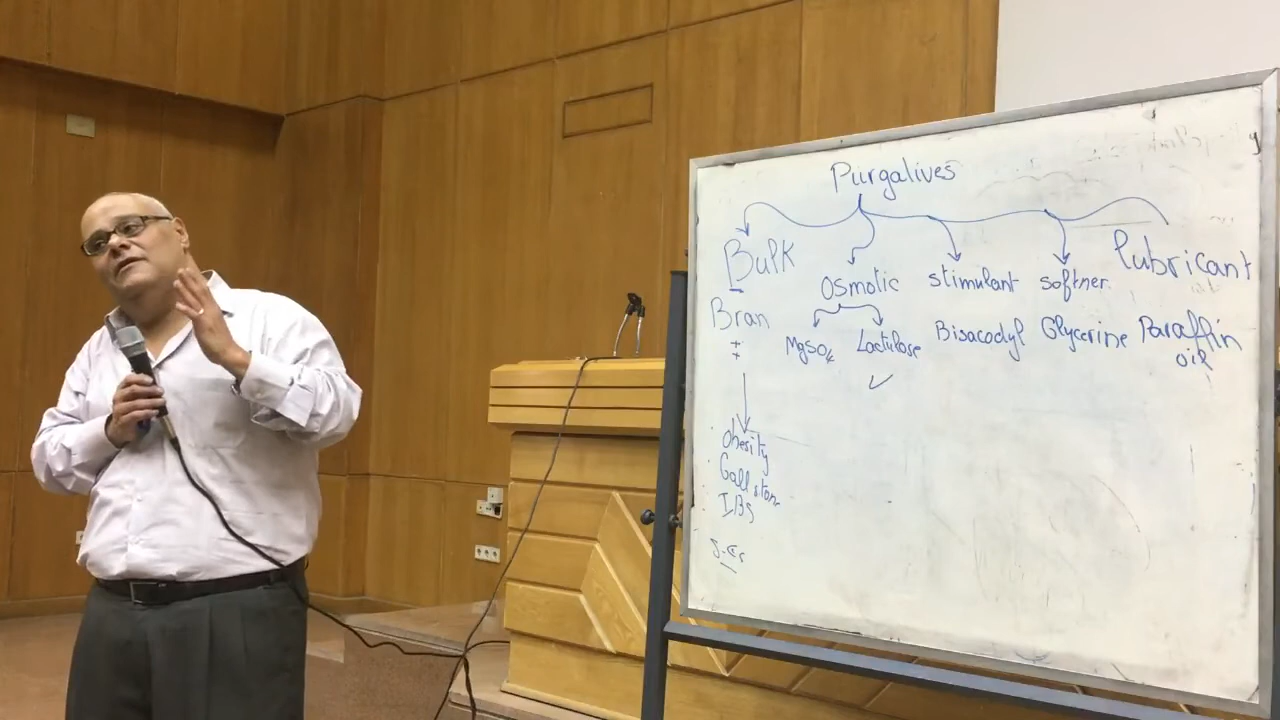 Purgatives
Bulk
Osmotic
stimulant
softner
lubricant
Bran
MgSO4
Lactulose
Bisacodyl
Glycerine
Paraffin
oil
Obesity
Gall stone
IBS